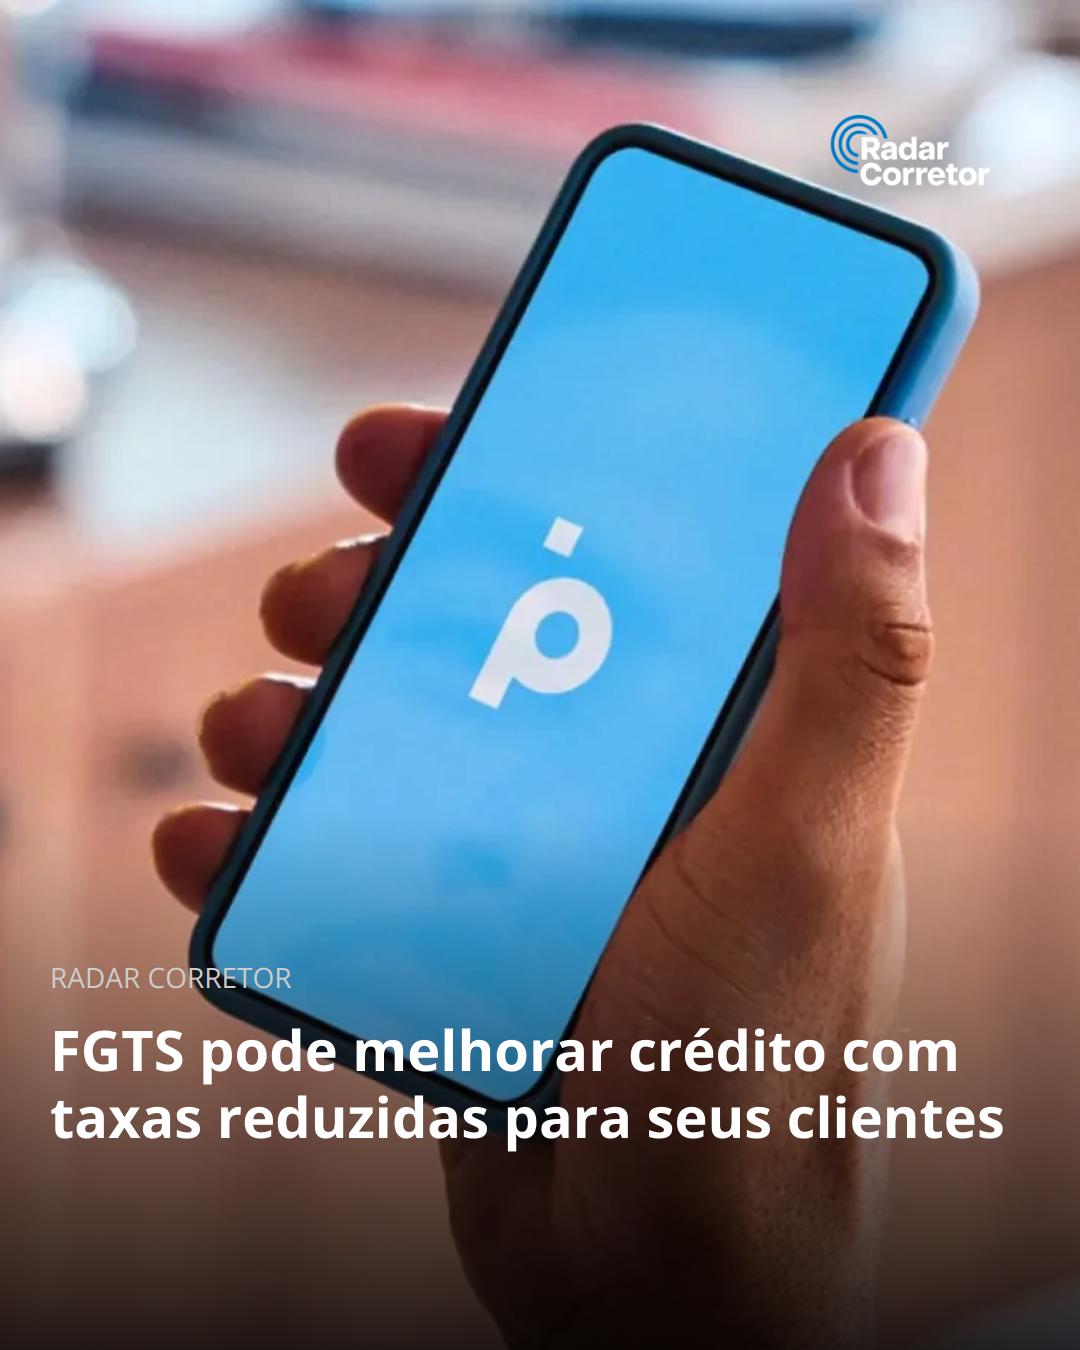 Radar
Corretor
RADAR CORRETOR
FGTS pode melhorar crédito com
taxas reduzidas para seus clientes